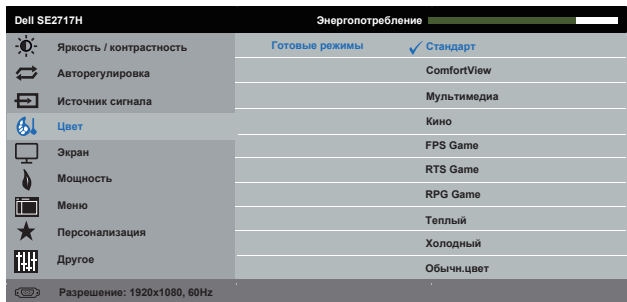 Dell SE2717H Энергопотребление
Яркость / контрастность Готовые режимы Стандарт
Авторегулировка ComfortView
Источник сигнала Мультимедиа
Цвет Кино
Экран FPS Game
Мощность RTS Game
Меню RPG Game
Персонализация Теплый
Другое Холодный
Обычн.цвет
Разрешение: 1920x1080, 60Hz